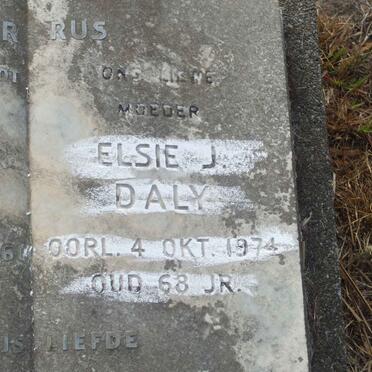 R RUS
ONS LIEWE
MOEDER
ELSIE J.
DALY
OORL. 4 OKT. 1974
OUD 68 JR.
IS LIEFDE